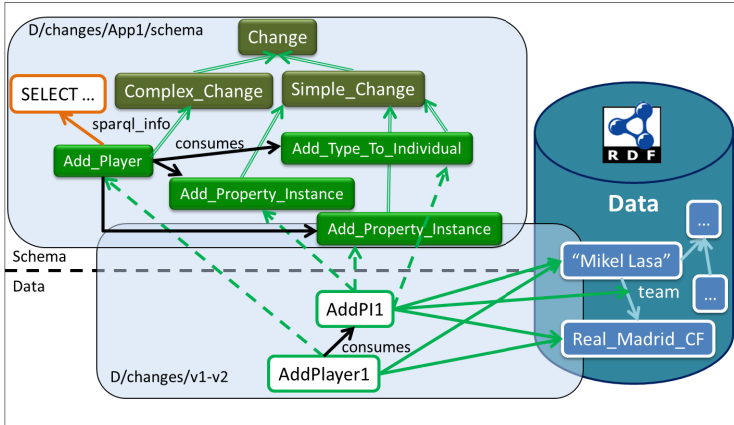 D/changes/App1/schema
Change
SELECT ...
Complex_Change
Simple_Change
sparql_info
consumes
Add_Player
Add_Type_To_Individual
Add_Property_Instance
Add_Property_Instance
RDF
Data
...
Schema
Data
"Mikel Lasa"
team
...
AddPI1
Real_Madrid_CF
consumes
AddPlayer1
D/changes/v1-v2